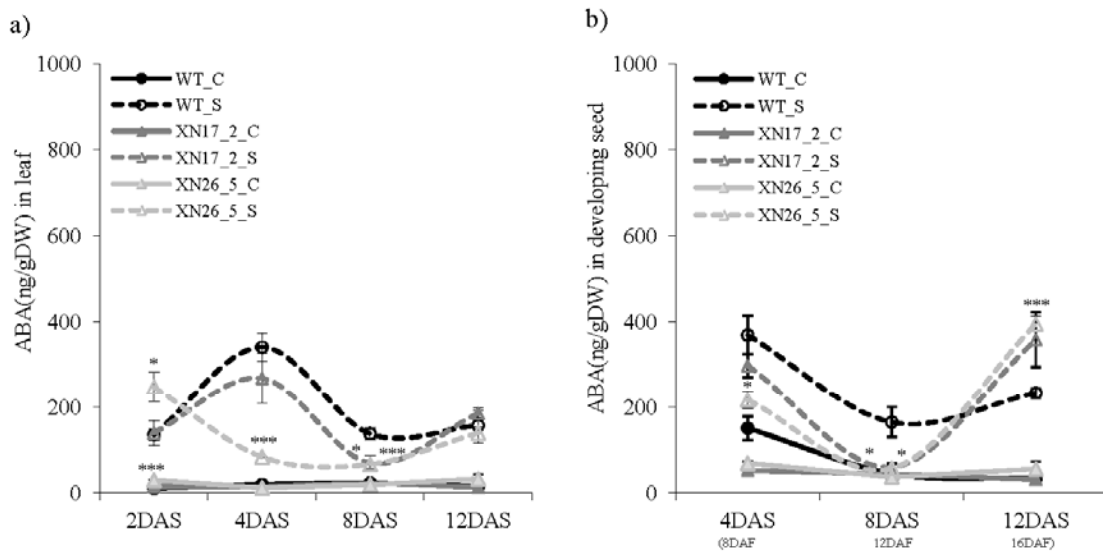 a)
ABA(ng/gDW) in leaf
1000
800
600
400
200
0
WT_C
WT_S
XN17_2_C
XN17_2_S
XN26_5_C
XN26_5_S
*
***
***
*
***
2DAS
4DAS
8DAS
12DAS
b)
ABA(ng/gDW) in developing seed
1000
800
600
400
200
0
WT_C
WT_S
XN17_2_C
XN17_2_S
XN26_5_C
XN26_5_S
*
*
*
***
4DAS
8DAS
12DAS
(8DAF
12DAF
16DAF)